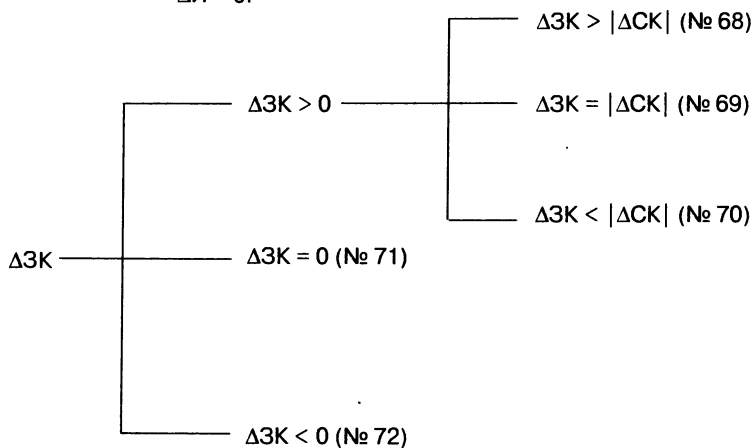 ΔЗК > |ΔСК| (№ 68)
ΔЗК > 0
ΔЗК = |ΔСК| (№ 69)
ΔЗК < |ΔСК| (№ 70)
ΔЗК
ΔЗК = 0 (№ 71)
ΔЗК < 0 (№ 72)